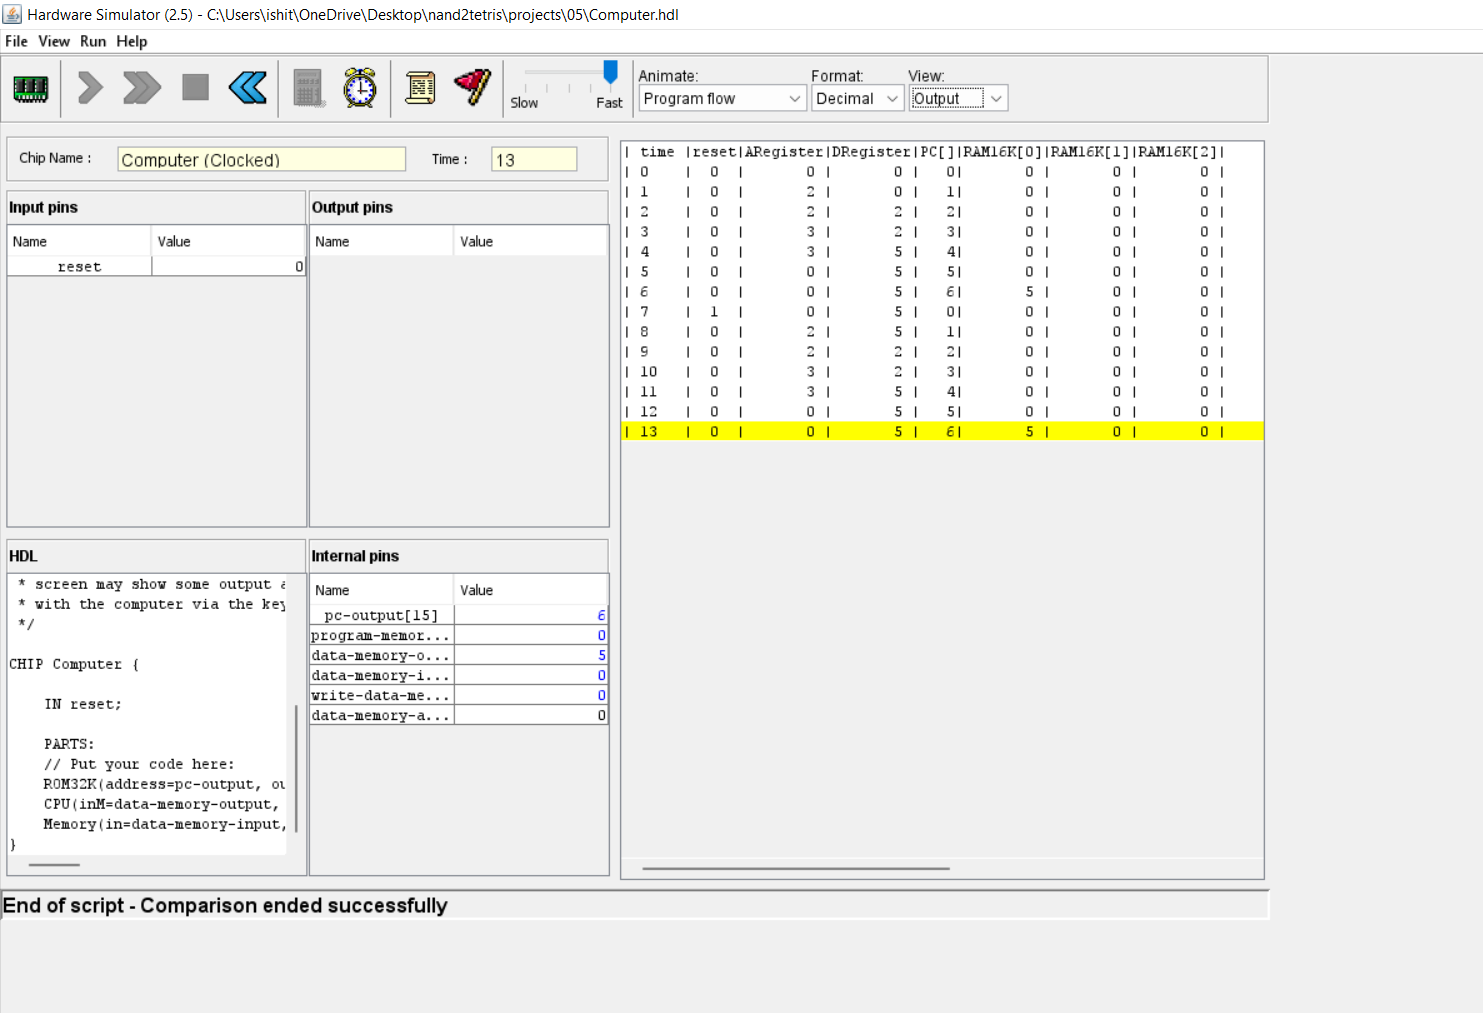 Hardware Simulator (2.5) - C:\Users\ishit\OneDrive\Desktop\nand2tetris\projects\05\Computer.hdl
File View Run Help
Slow Fast
Animate: Format: View:
Program flow Decimal Output
Chip Name : Computer (Clocked) Time : 13
Input pins
Name Value
reset 0
Output pins
Name Value
HDL
* screen may show some output a
* with the computer via the key
*/
CHIP Computer {
IN reset;
PARTS:
// Put your code here:
ROM32K(address=pc-output, ou
CPU(inM=data-memory-output,
Memory(in=data-memory-input,
}
Internal pins
Name Value
pc-output[15] 6
program-memor... 0
data-memory-o... 5
data-memory-i... 0
write-data-me... 0
data-memory-a... 0
| time |reset|ARegister|DRegister|PC[]|RAM16K[0]|RAM16K[1]|RAM16K[2]|
| 0 | 0 | 0 | 0 | 0| 0 | 0 | 0 |
| 1 | 0 | 2 | 0 | 1| 0 | 0 | 0 |
| 2 | 0 | 2 | 2 | 2| 0 | 0 | 0 |
| 3 | 0 | 3 | 2 | 3| 0 | 0 | 0 |
| 4 | 0 | 3 | 5 | 4| 0 | 0 | 0 |
| 5 | 0 | 0 | 5 | 5| 0 | 0 | 0 |
| 6 | 0 | 0 | 5 | 6| 5 | 0 | 0 |
| 7 | 1 | 0 | 5 | 0| 0 | 0 | 0 |
| 8 | 0 | 2 | 5 | 1| 0 | 0 | 0 |
| 9 | 0 | 2 | 2 | 2| 0 | 0 | 0 |
| 10 | 0 | 3 | 2 | 3| 0 | 0 | 0 |
| 11 | 0 | 3 | 5 | 4| 0 | 0 | 0 |
| 12 | 0 | 0 | 5 | 5| 0 | 0 | 0 |
| 13 | 0 | 0 | 5 | 6| 5 | 0 | 0 |
End of script - Comparison ended successfully